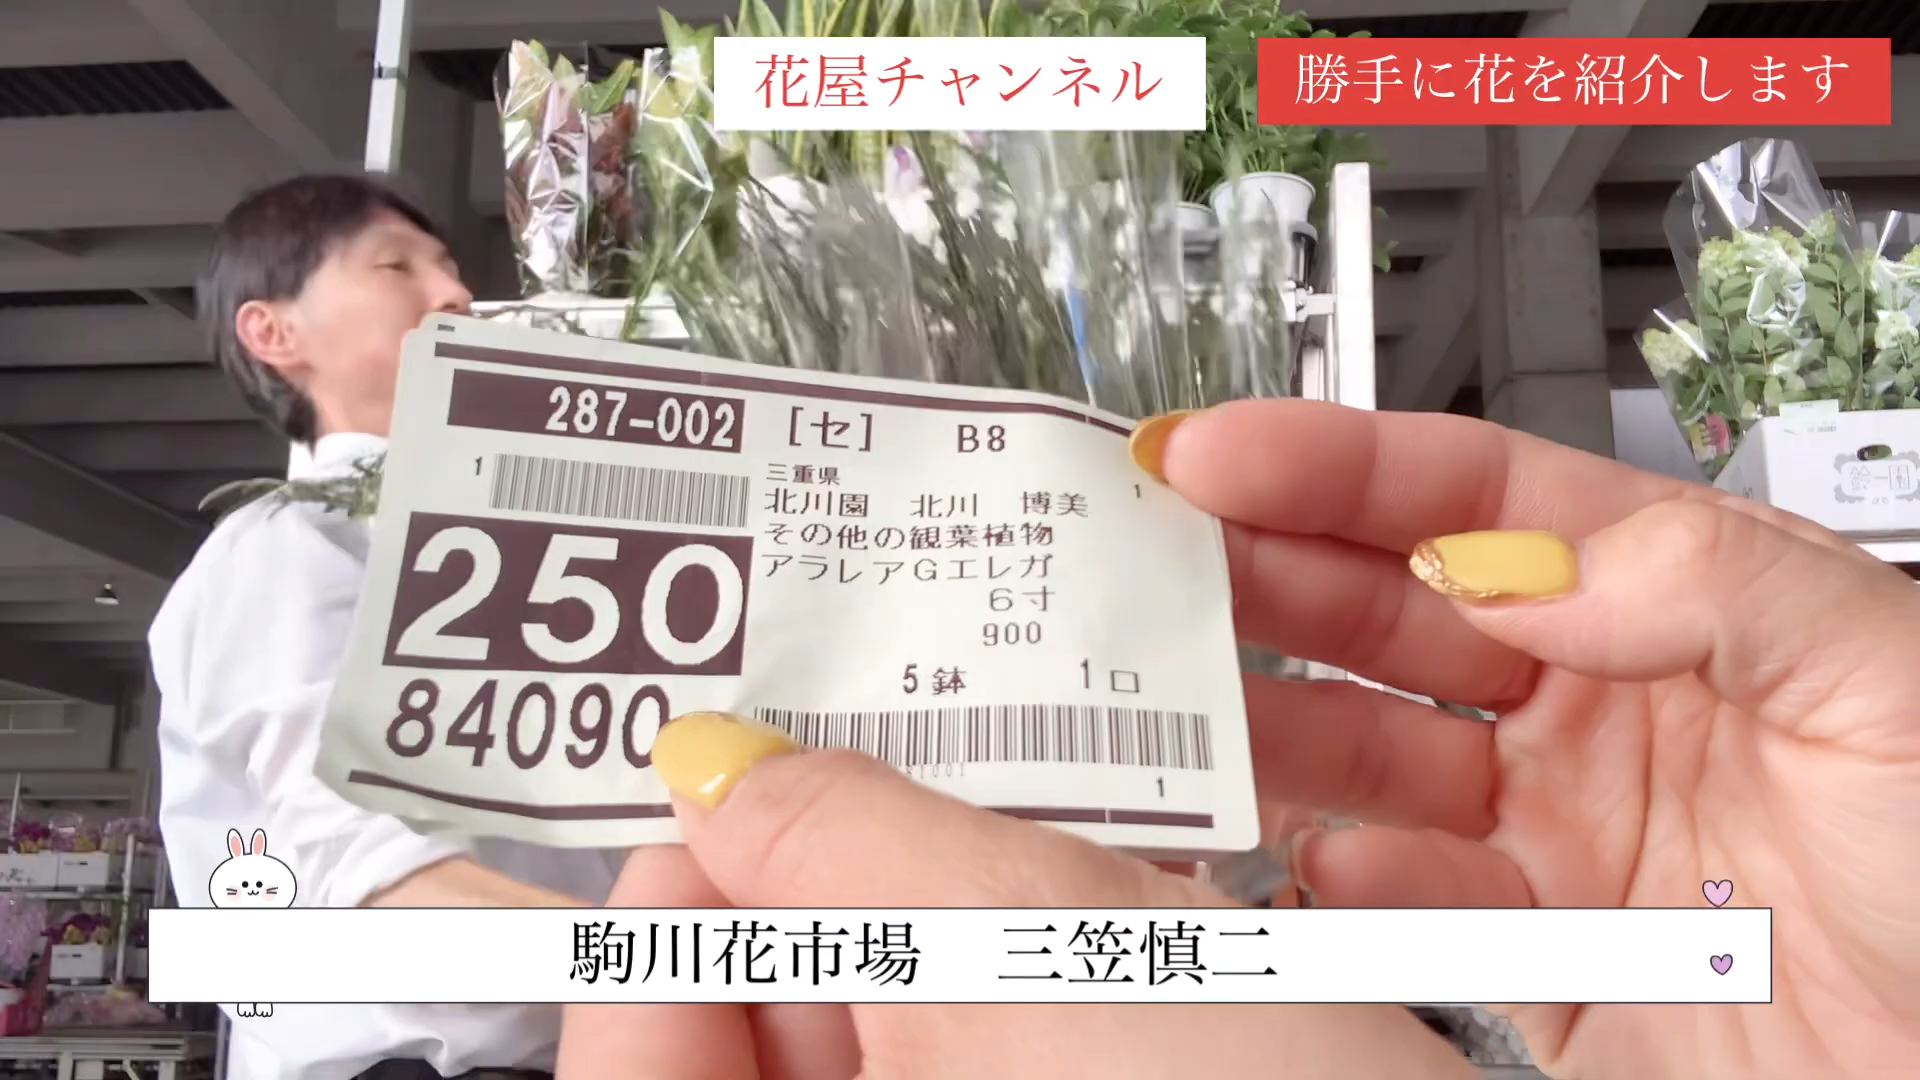 花屋チャンネル
勝手に花を紹介します
287-002
[セ] B8
1
三重県
北川園 北川 博美
1
その他の観葉植物
アラレアGエレガ
6寸
900
250
5鉢 1口
84090
1
駒川花市場 三笠慎二